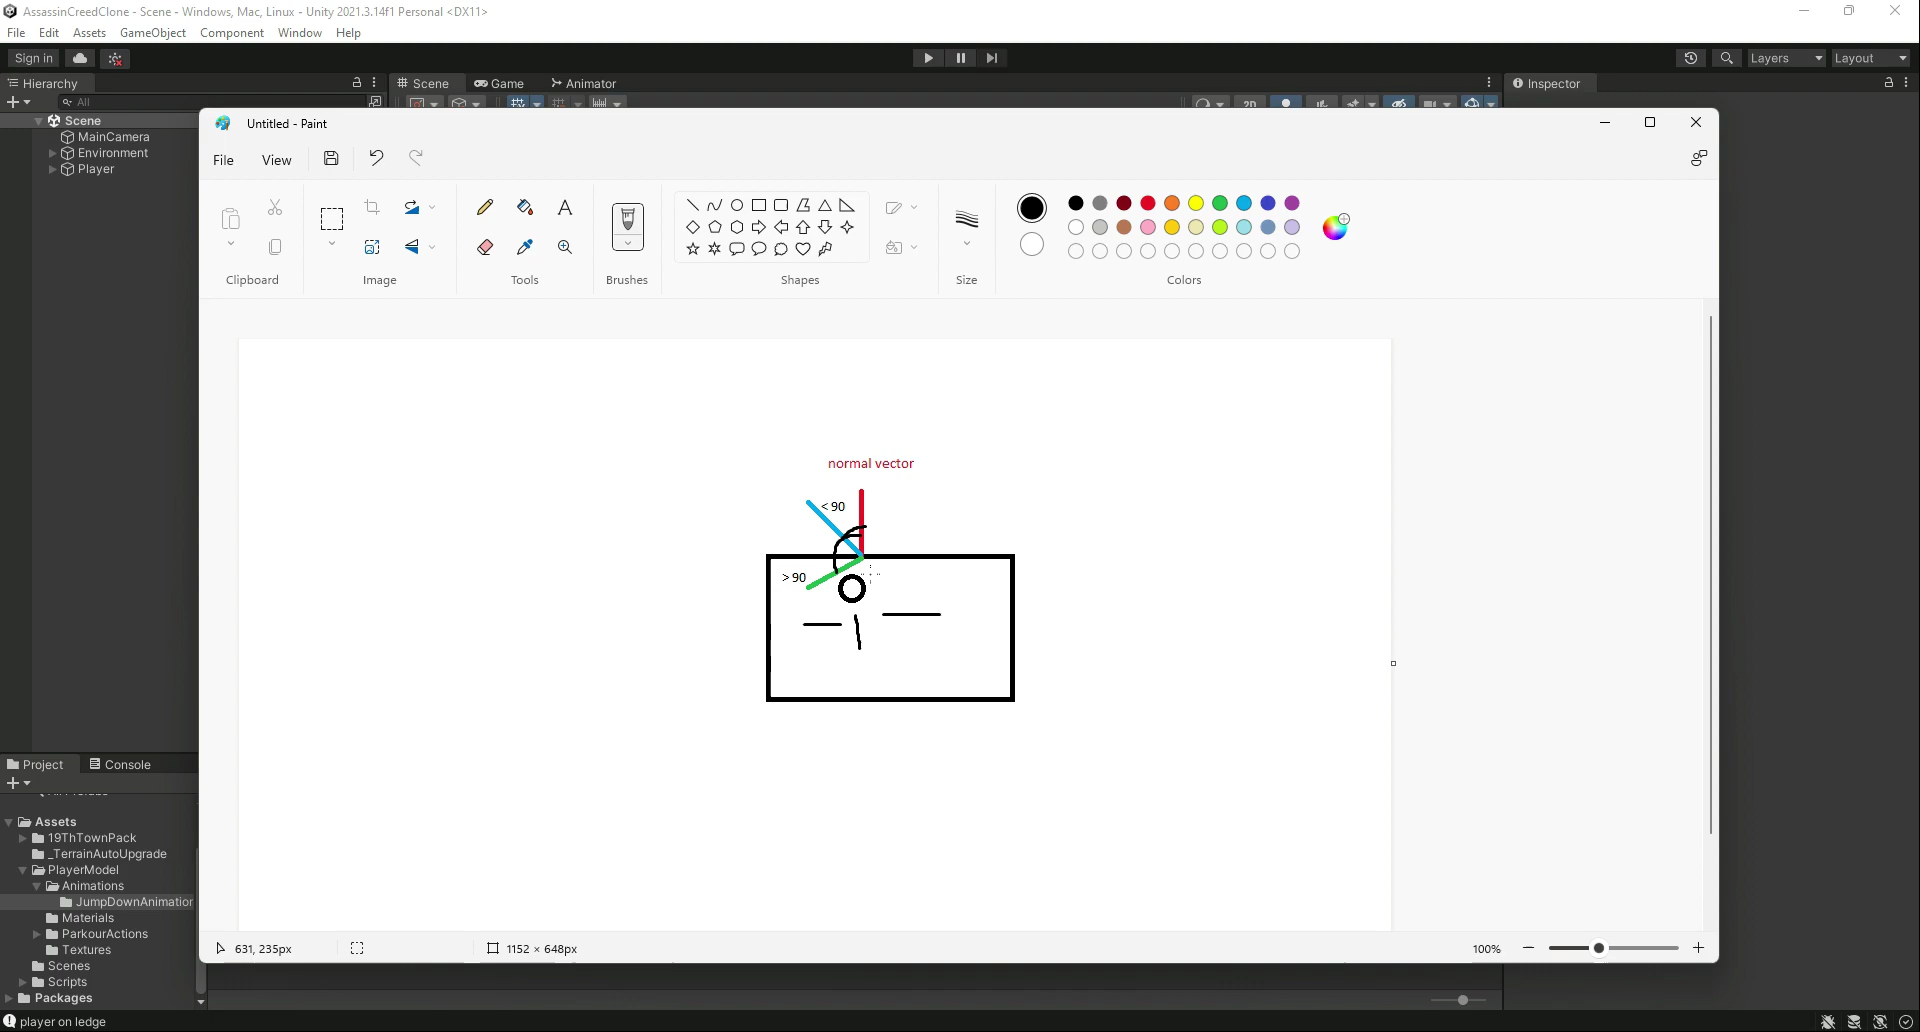 AssassinCreedClone - Scene - Windows, Mac, Linux - Unity 2021.3.14f1 Personal <DX11>
File Edit Assets GameObject Component Window Help
Sign in Layers Layout
Hierarchy Scene Game Animator Inspector
All 2D
Scene
MainCamera
Environment
Player
Untitled - Paint
File View
Clipboard Image Tools Brushes Shapes Size Colors
normal vector
< 90
> 90
631, 235px 1152 × 648px 100%
Project Console
Assets
19ThTownPack
_TerrainAutoUpgrade
PlayerModel
Animations
JumpDownAnimation
Materials
ParkourActions
Textures
Scenes
Scripts
Packages
player on ledge